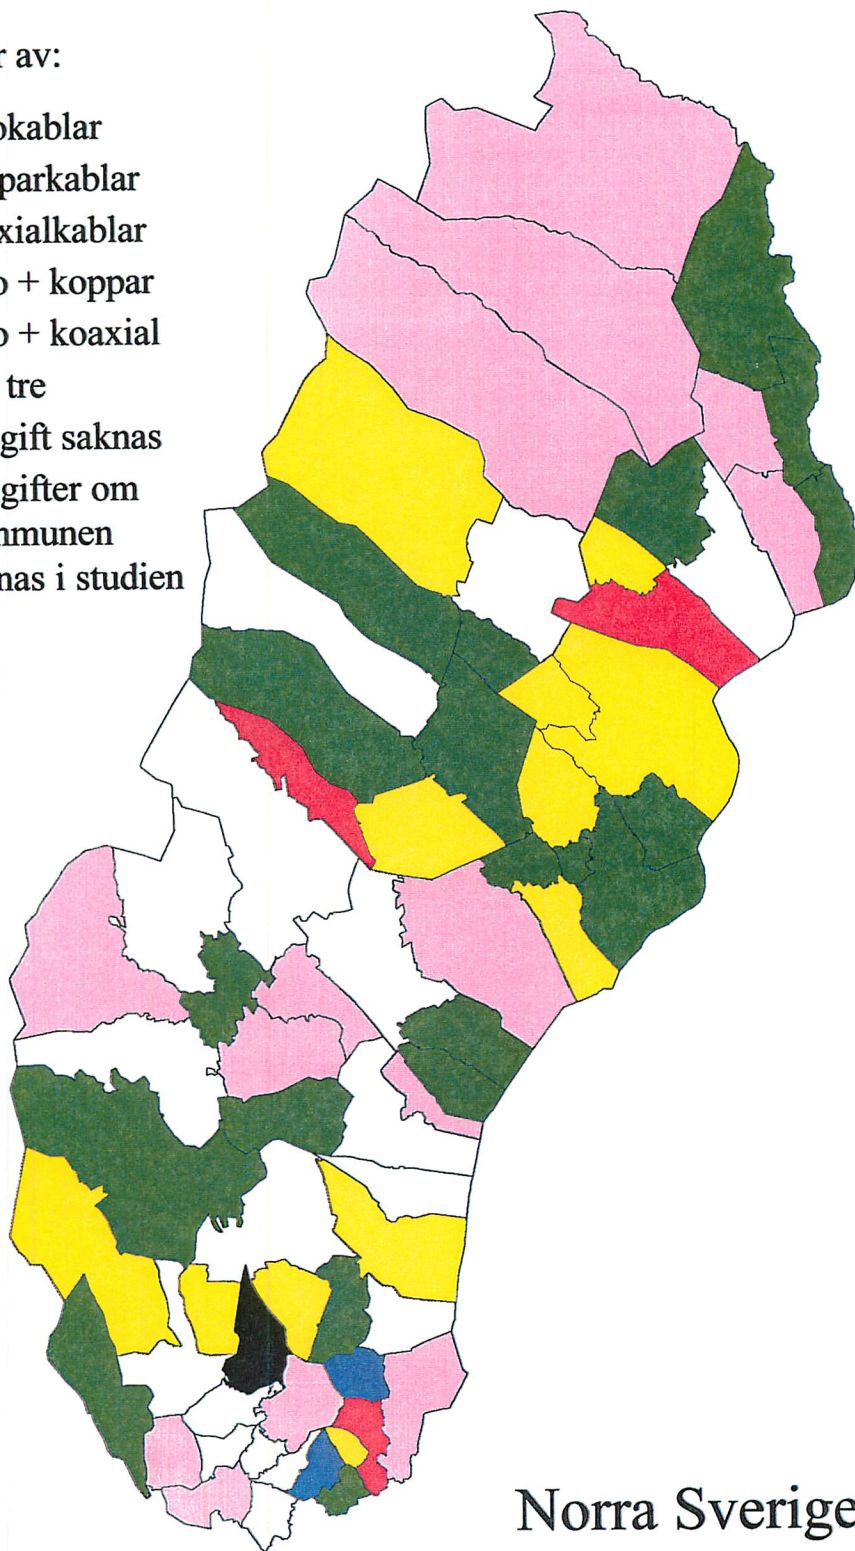 r av:
okablar
parkablar
xialkablar
o + koppar
o + koaxial
tre
gift saknas
gifter om
nmunen
nas i studien
Norra Sverige